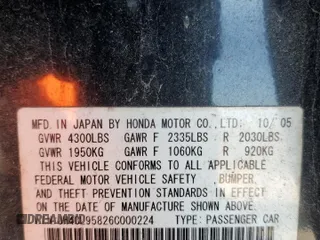 MFD. IN JAPAN BY HONDA MOTOR CO., LTD. 10/05
GVWR 4300LBS GAWR F 2335LBS R 2030LBS
GVWR 1950KG GAWR F 1060KG R 920KG
THIS VEHICLE CONFORMS TO ALL APPLICABLE
FEDERAL MOTOR VEHICLE SAFETY, BUMPER,
AND THEFT PREVENTION STANDARDS IN EFFECT
ON THE DATE OF MANUFACTURE SHOWN ABOVE.
TYPE: PASSENGER CAR